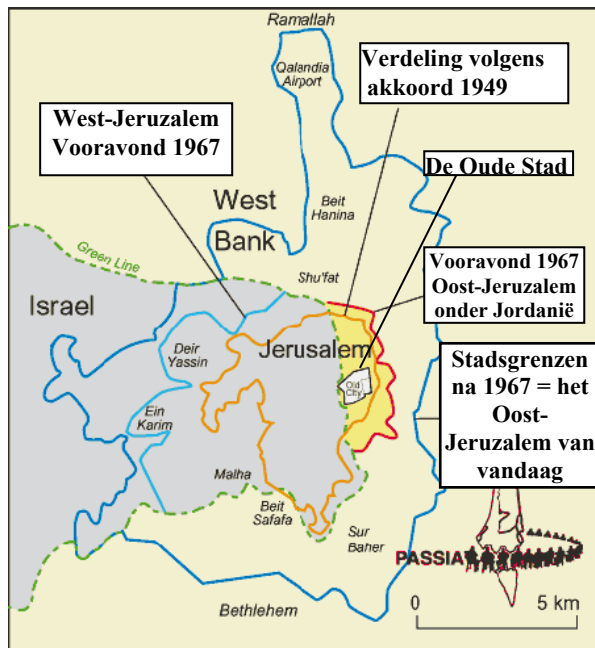 Ramallah
Qalandia
Airport
Verdeling volgens
akkoord 1949
West-Jeruzalem
Vooravond 1967
De Oude Stad
West
Bank
Beit
Hanina
Green Line
Shu'fat
Vooravond 1967
Oost-Jeruzalem
onder Jordanië
Israel
Deir
Yassin
Jerusalem
Old
City
Stadsgrenzen
na 1967 = het
Oost-
Jeruzalem van
vandaag
Ein
Karim
Malha
Beit
Safafa
Sur
Baher
PASSIA
Bethlehem
0 5 km